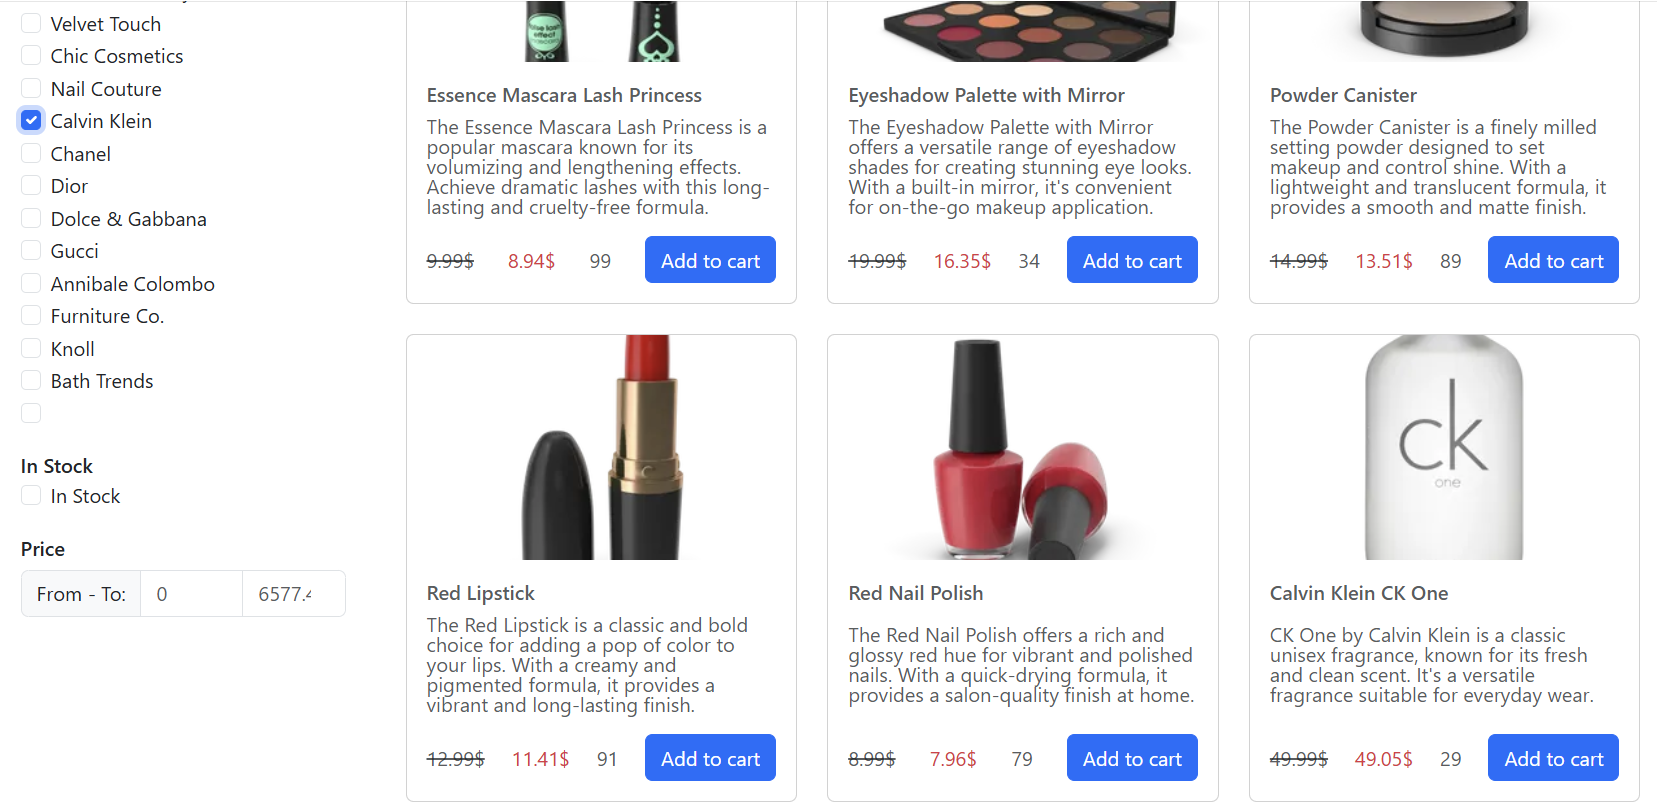 Velvet Touch
Chic Cosmetics
Nail Couture
Calvin Klein
Chanel
Dior
Dolce & Gabbana
Gucci
Annibale Colombo
Furniture Co.
Knoll
Bath Trends
In Stock
In Stock
Price
From - To: 0 6577.4
lash
effect
Essence Mascara Lash Princess
The Essence Mascara Lash Princess is a
popular mascara known for its
volumizing and lengthening effects.
Achieve dramatic lashes with this long-
lasting and cruelty-free formula.
9.99$ 8.94$ 99 Add to cart
Eyeshadow Palette with Mirror
The Eyeshadow Palette with Mirror
offers a versatile range of eyeshadow
shades for creating stunning eye looks.
With a built-in mirror, it's convenient
for on-the-go makeup application.
19.99$ 16.35$ 34 Add to cart
Powder Canister
The Powder Canister is a finely milled
setting powder designed to set
makeup and control shine. With a
lightweight and translucent formula, it
provides a smooth and matte finish.
14.99$ 13.51$ 89 Add to cart
Red Lipstick
The Red Lipstick is a classic and bold
choice for adding a pop of color to
your lips. With a creamy and
pigmented formula, it provides a
vibrant and long-lasting finish.
12.99$ 11.41$ 91 Add to cart
Red Nail Polish
The Red Nail Polish offers a rich and
glossy red hue for vibrant and polished
nails. With a quick-drying formula, it
provides a salon-quality finish at home.
8.99$ 7.96$ 79 Add to cart
ck
one
Calvin Klein CK One
CK One by Calvin Klein is a classic
unisex fragrance, known for its fresh
and clean scent. It's a versatile
fragrance suitable for everyday wear.
49.99$ 49.05$ 29 Add to cart